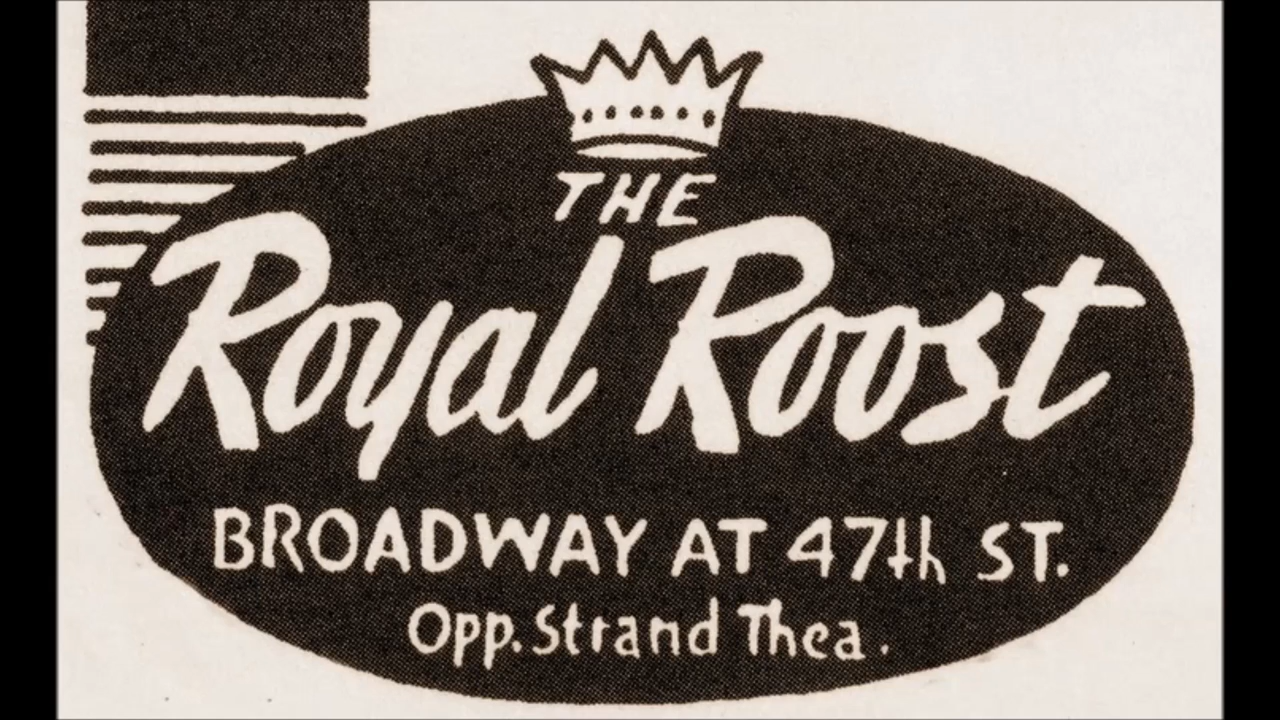 THE
Royal Roost
BROADWAY AT 47th ST.
Opp. Strand Thea.